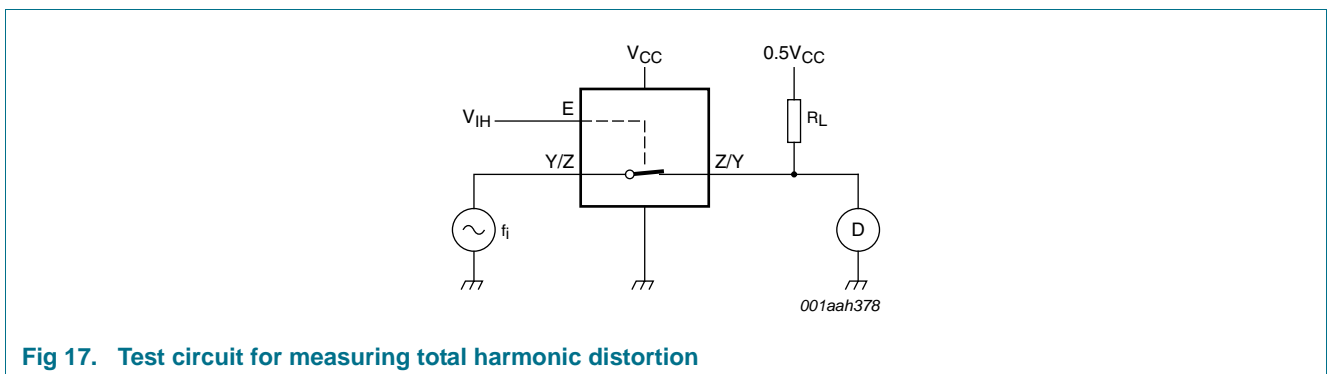 VCC
0.5VCC
VIH
E
RL
Y/Z
Z/Y
fi
D
001aah378
Fig 17. Test circuit for measuring total harmonic distortion